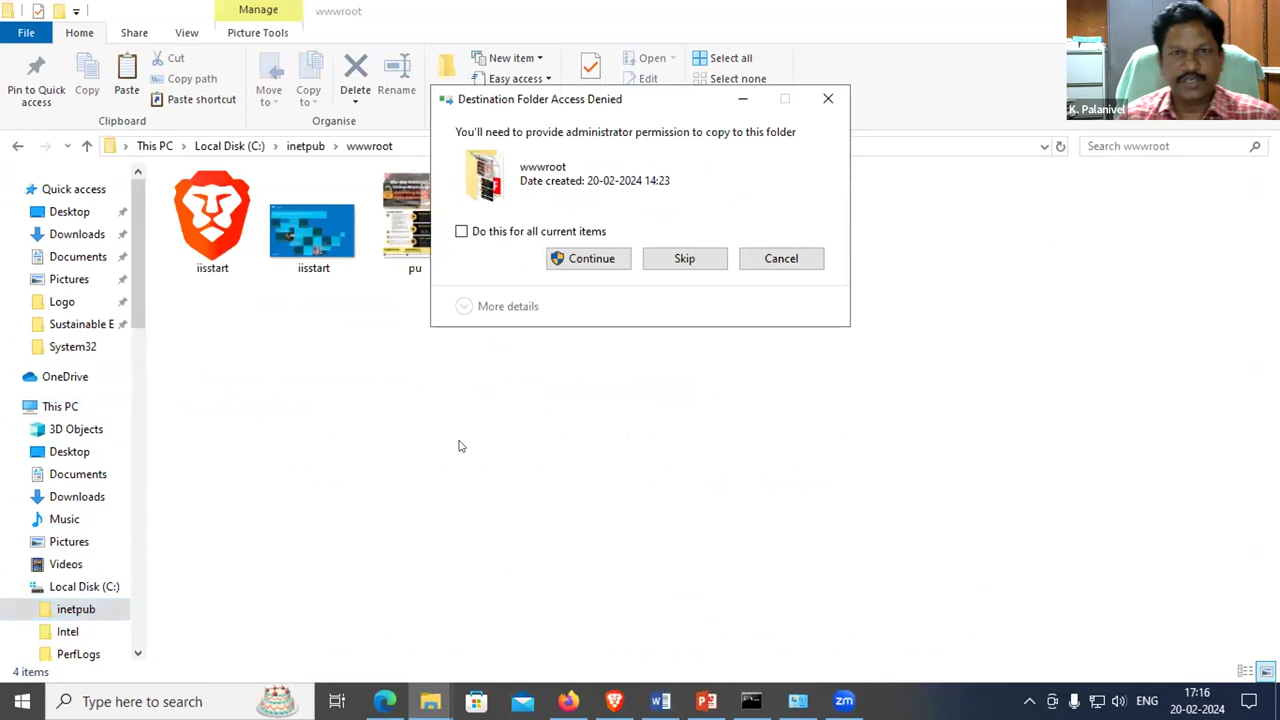 Manage
wwwroot
File
Home
Share
View
Picture Tools
Pin to Quick access
Copy
Paste
Cut
Copy path
Paste shortcut
Move to
Copy to
Delete
Rename
New item
Easy access
Open
Edit
Select all
Select none
Clipboard
Organise
K. Palanivel
Destination Folder Access Denied
You'll need to provide administrator permission to copy to this folder
wwwroot
Date created: 20-02-2024 14:23
Do this for all current items
Continue
Skip
Cancel
More details
This PC
Local Disk (C:)
inetpub
wwwroot
Search wwwroot
Quick access
Desktop
Downloads
Documents
Pictures
Logo
Sustainable E
System32
OneDrive
This PC
3D Objects
Desktop
Documents
Downloads
Music
Pictures
Videos
Local Disk (C:)
inetpub
Intel
PerfLogs
iisstart
iisstart
pu
4 items
Type here to search
zm
ENG
17:16
20-02-2024